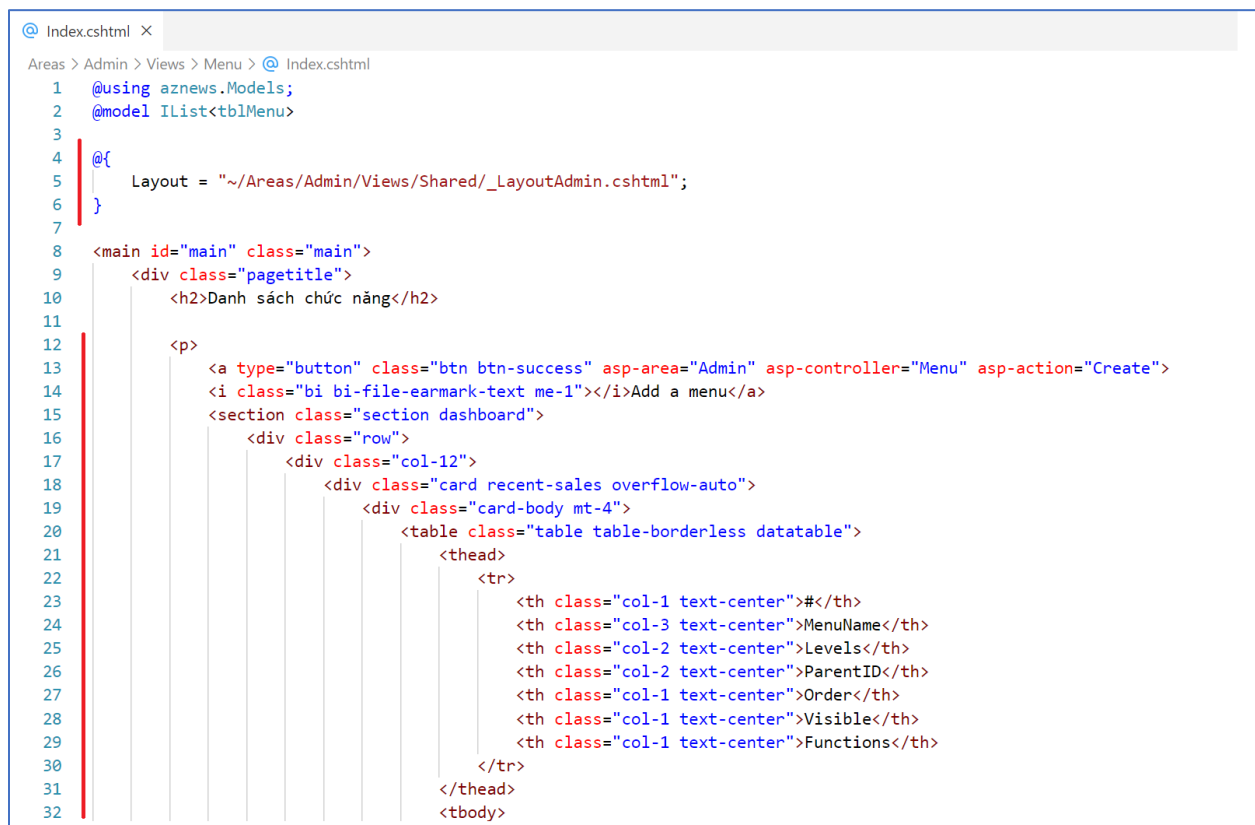 @ Index.cshtml ×
Areas > Admin > Views > Menu > @ Index.cshtml
1 @using aznews.Models;
2 @model IList<tblMenu>
3
4 @{
5 Layout = "~/Areas/Admin/Views/Shared/_LayoutAdmin.cshtml";
6 }
7
8 <main id="main" class="main">
9 <div class="pagetitle">
10 <h2>Danh sách chức năng</h2>
11
12 <p>
13 <a type="button" class="btn btn-success" asp-area="Admin" asp-controller="Menu" asp-action="Create">
14 <i class="bi bi-file-earmark-text me-1"></i>Add a menu</a>
15 <section class="section dashboard">
16 <div class="row">
17 <div class="col-12">
18 <div class="card recent-sales overflow-auto">
19 <div class="card-body mt-4">
20 <table class="table table-borderless datatable">
21 <thead>
22 <tr>
23 <th class="col-1 text-center">#</th>
24 <th class="col-3 text-center">MenuName</th>
25 <th class="col-2 text-center">Levels</th>
26 <th class="col-2 text-center">ParentID</th>
27 <th class="col-1 text-center">Order</th>
28 <th class="col-1 text-center">Visible</th>
29 <th class="col-1 text-center">Functions</th>
30 </tr>
31 </thead>
32 <tbody>